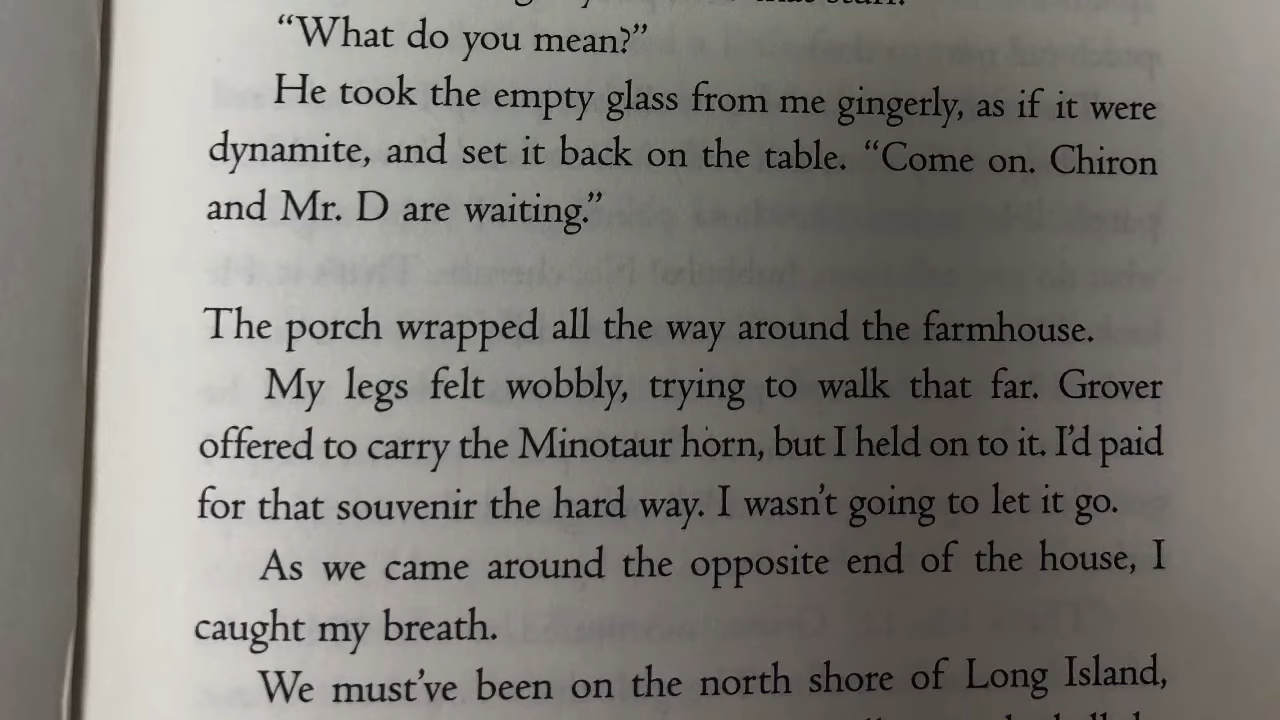 “What do you mean?”
He took the empty glass from me gingerly, as if it were
dynamite, and set it back on the table. “Come on. Chiron
and Mr. D are waiting.”
The porch wrapped all the way around the farmhouse.
My legs felt wobbly, trying to walk that far. Grover
offered to carry the Minotaur horn, but I held on to it. I’d paid
for that souvenir the hard way. I wasn’t going to let it go.
As we came around the opposite end of the house, I
caught my breath.
We must’ve been on the north shore of Long Island,